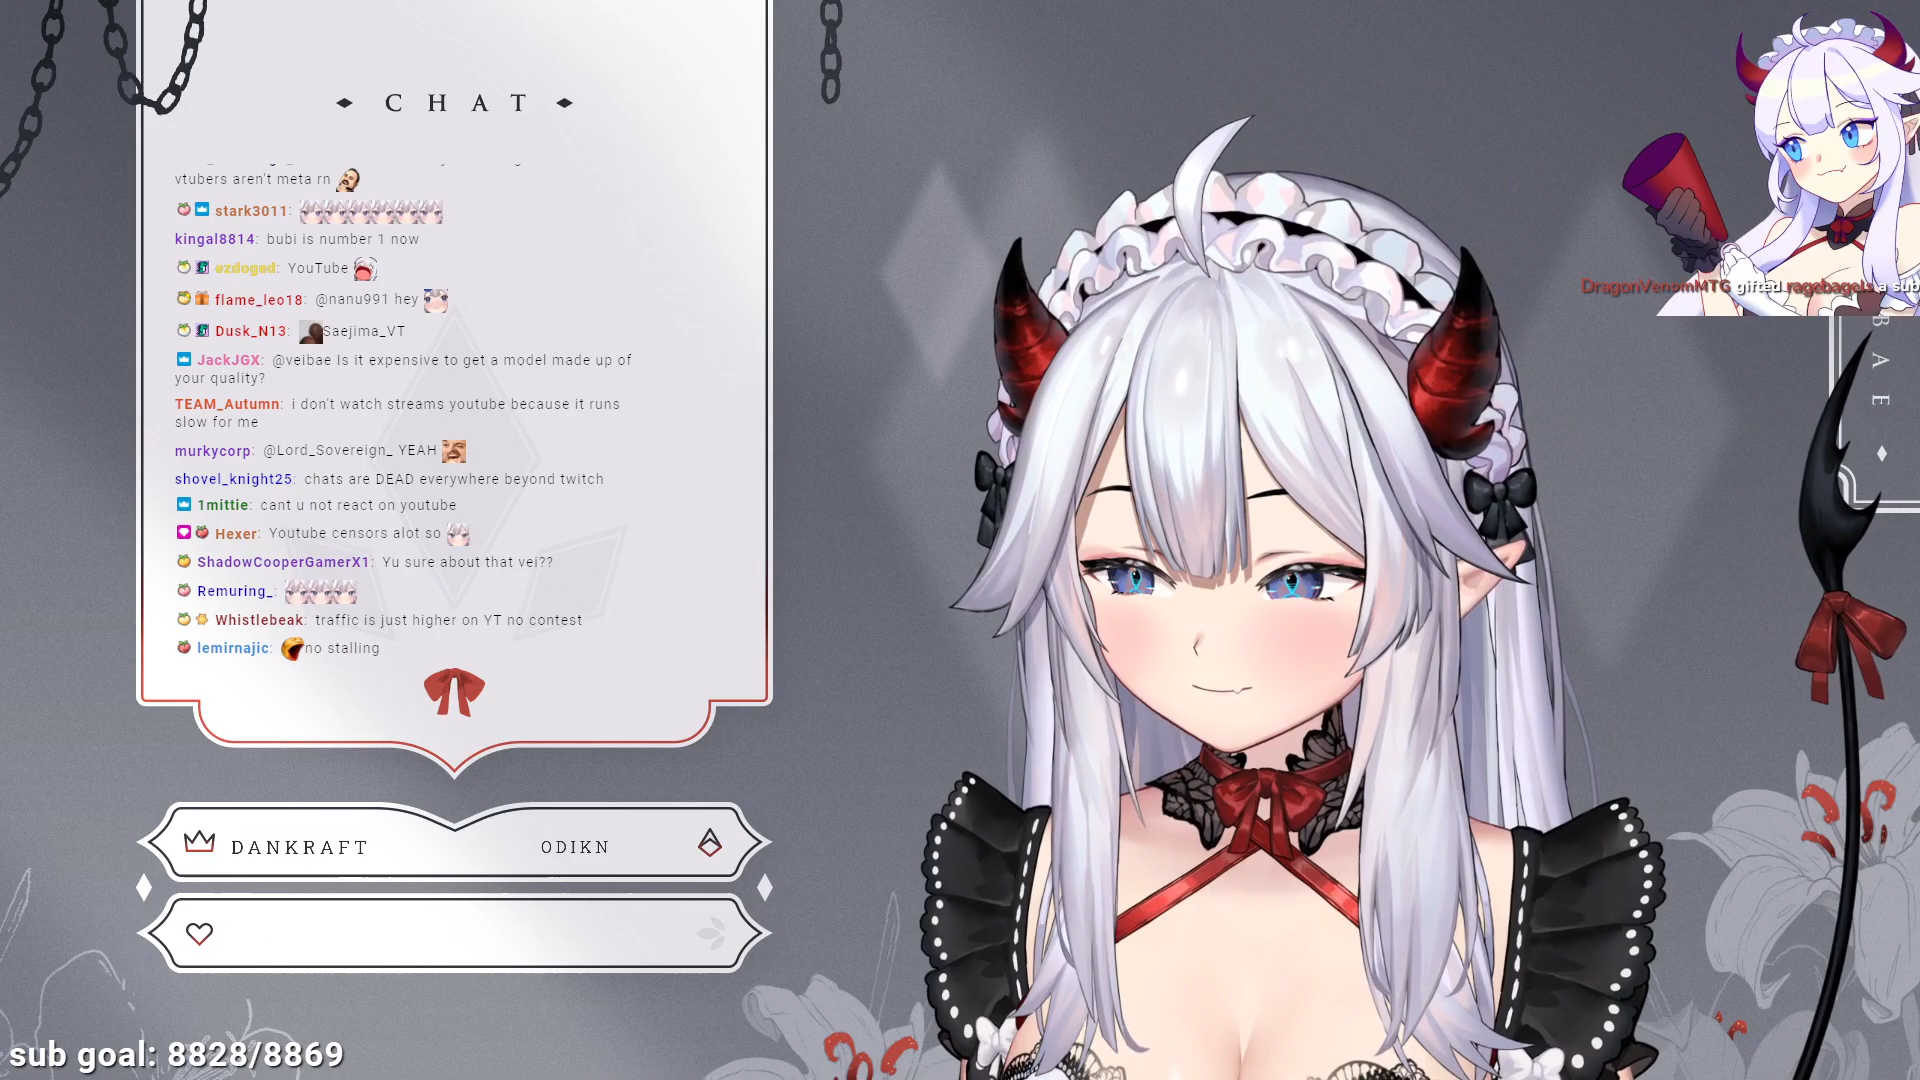 CHAT
vtubers aren't meta rn
stark3011:
kingal8814: bubi is number 1 now
ezdoged: YouTube
flame_leo18: @nanu991 hey
Dusk_N13: Saejima_VT
JackJGX: @veibae Is it expensive to get a model made up of
your quality?
TEAM_Autumn: i don't watch streams youtube because it runs
slow for me
murkycorp: @Lord_Sovereign_ YEAH
shovel_knight25: chats are DEAD everywhere beyond twitch
1mittie: cant u not react on youtube
Hexer: Youtube censors alot so
ShadowCooperGamerX1: Yu sure about that vei??
Remuring_:
Whistlebeak: traffic is just higher on YT no contest
lemirnajic: no stalling
DANKRAFT
ODIKN
sub goal: 8828/8869
DragonVenomMTG gifted ragebagels a sub
BAE